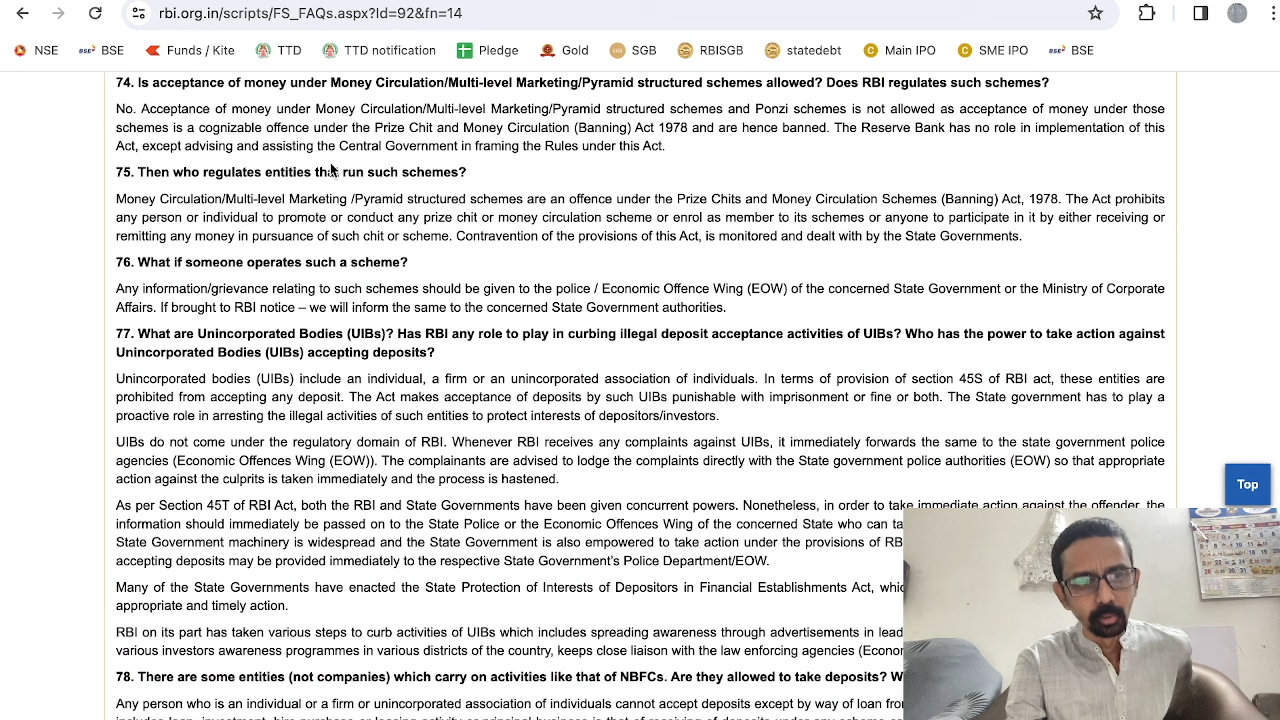 rbi.org.in/scripts/FS_FAQs.aspx?Id=92&fn=14
NSE BSE BSE Funds / Kite TTD TTD notification Pledge Gold SGB SGB RBISGB statedebt C Main IPO C SME IPO BSE BSE
74. Is acceptance of money under Money Circulation/Multi-level Marketing/Pyramid structured schemes allowed? Does RBI regulates such schemes?
No. Acceptance of money under Money Circulation/Multi-level Marketing/Pyramid structured schemes and Ponzi schemes is not allowed as acceptance of money under those
schemes is a cognizable offence under the Prize Chit and Money Circulation (Banning) Act 1978 and are hence banned. The Reserve Bank has no role in implementation of this
Act, except advising and assisting the Central Government in framing the Rules under this Act.
75. Then who regulates entities that run such schemes?
Money Circulation/Multi-level Marketing /Pyramid structured schemes are an offence under the Prize Chits and Money Circulation Schemes (Banning) Act, 1978. The Act prohibits
any person or individual to promote or conduct any prize chit or money circulation scheme or enrol as member to its schemes or anyone to participate in it by either receiving or
remitting any money in pursuance of such chit or scheme. Contravention of the provisions of this Act, is monitored and dealt with by the State Governments.
76. What if someone operates such a scheme?
Any information/grievance relating to such schemes should be given to the police / Economic Offence Wing (EOW) of the concerned State Government or the Ministry of Corporate
Affairs. If brought to RBI notice – we will inform the same to the concerned State Government authorities.
77. What are Unincorporated Bodies (UIBs)? Has RBI any role to play in curbing illegal deposit acceptance activities of UIBs? Who has the power to take action against
Unincorporated Bodies (UIBs) accepting deposits?
Unincorporated bodies (UIBs) include an individual, a firm or an unincorporated association of individuals. In terms of provision of section 45S of RBI act, these entities are
prohibited from accepting any deposit. The Act makes acceptance of deposits by such UIBs punishable with imprisonment or fine or both. The State government has to play a
proactive role in arresting the illegal activities of such entities to protect interests of depositors/investors.
UIBs do not come under the regulatory domain of RBI. Whenever RBI receives any complaints against UIBs, it immediately forwards the same to the state government police
agencies (Economic Offences Wing (EOW)). The complainants are advised to lodge the complaints directly with the State government police authorities (EOW) so that appropriate
action against the culprits is taken immediately and the process is hastened.
Top
As per Section 45T of RBI Act, both the RBI and State Governments have been given concurrent powers. Nonetheless, in order to take immediate action against the offender, the
information should immediately be passed on to the State Police or the Economic Offences Wing of the concerned State who can ta
State Government machinery is widespread and the State Government is also empowered to take action under the provisions of RB
accepting deposits may be provided immediately to the respective State Government's Police Department/EOW.
Many of the State Governments have enacted the State Protection of Interests of Depositors in Financial Establishments Act, whic
appropriate and timely action.
RBI on its part has taken various steps to curb activities of UIBs which includes spreading awareness through advertisements in lead
various investors awareness programmes in various districts of the country, keeps close liaison with the law enforcing agencies (Econo
78. There are some entities (not companies) which carry on activities like that of NBFCs. Are they allowed to take deposits? W
Any person who is an individual or a firm or unincorporated association of individuals cannot accept deposits except by way of loan fro